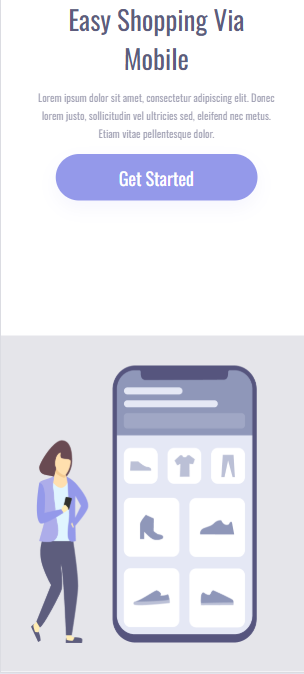 Easy Shopping Via
Mobile
Lorem ipsum dolor sit amet, consectetur adipiscing elit. Donec
lorem justo, sollicitudin vel ultricies sed, eleifend nec metus.
Etiam vitae pellentesque dolor.
Get Started